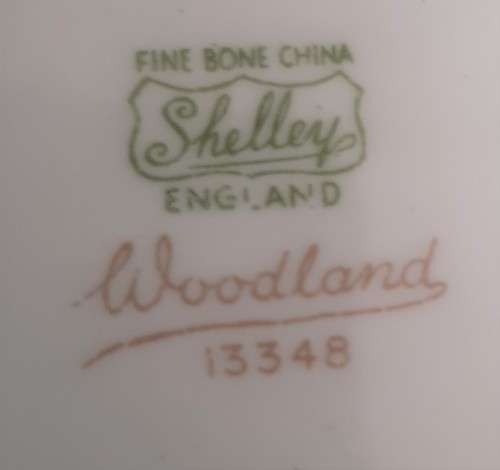 FINE BONE CHINA
Shelley
ENGLAND
Woodland
13348